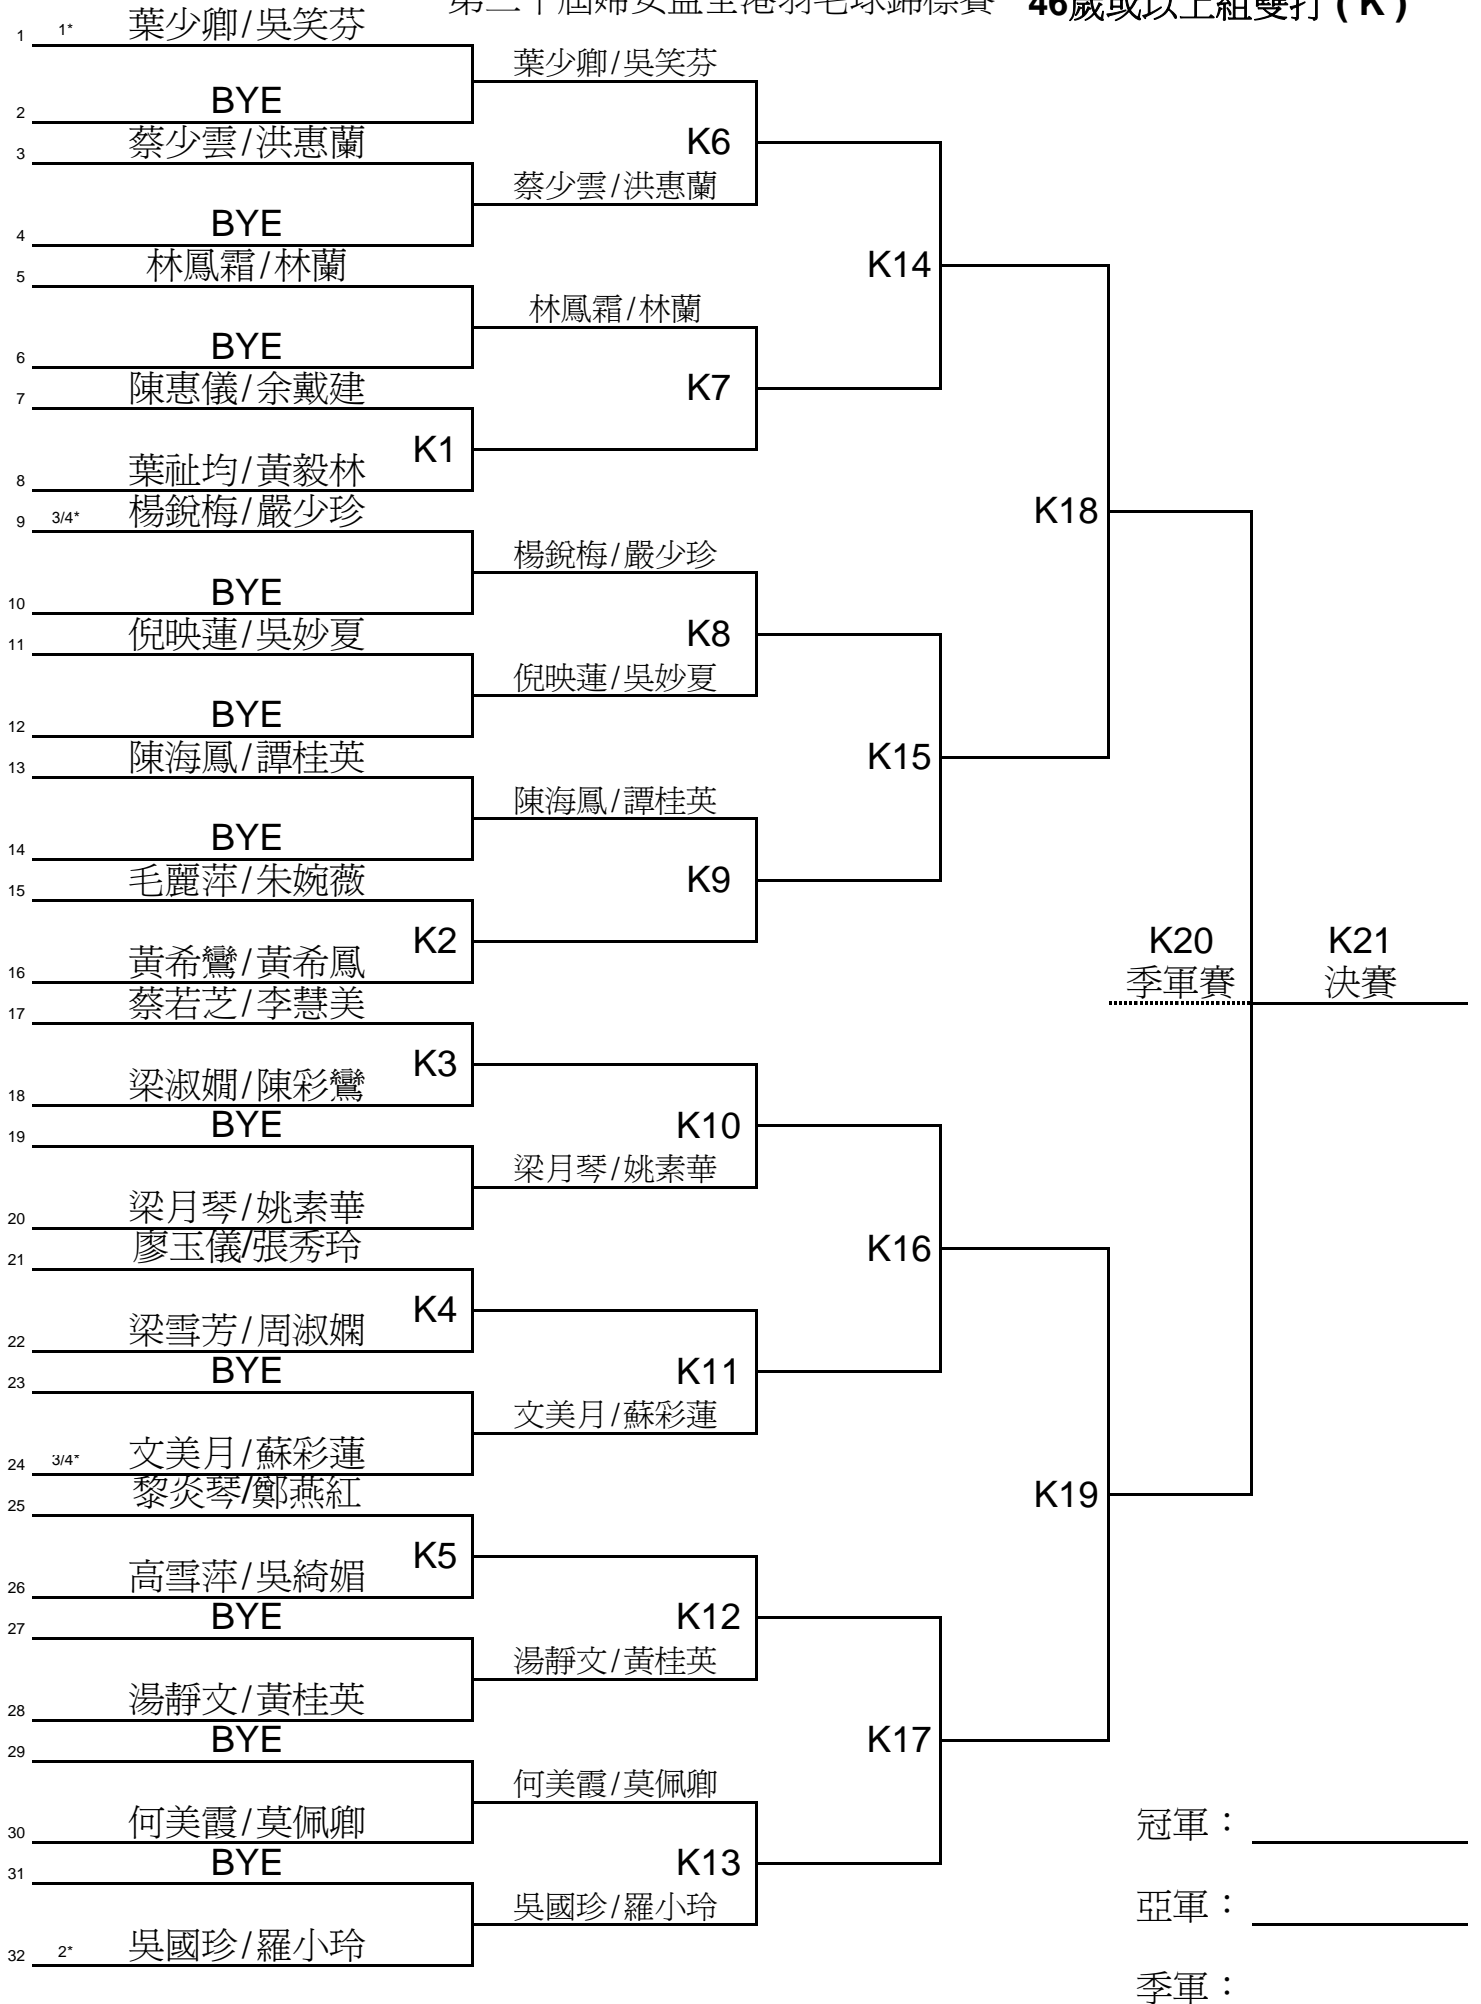 第二十屆婦女盃全港羽毛球錦標賽 46歲或以上組雙打 ( K )
1 1* 葉少卿/吳笑芬
葉少卿/吳笑芬
2 BYE
3 蔡少雲/洪惠蘭
K6
蔡少雲/洪惠蘭
4 BYE
5 林鳳霜/林蘭
K14
林鳳霜/林蘭
6 BYE
7 陳惠儀/余戴建
K7
K1
8 葉祉均/黃毅林
9 3/4* 楊銳梅/嚴少珍
K18
楊銳梅/嚴少珍
10 BYE
11 倪映蓮/吳妙夏
K8
倪映蓮/吳妙夏
12 BYE
13 陳海鳳/譚桂英
K15
陳海鳳/譚桂英
14 BYE
15 毛麗萍/朱婉薇
K9
K2
K20
K21
16 黃希鸞/黃希鳳
季軍賽
決賽
17 蔡若芝/李慧美
K3
18 梁淑嫺/陳彩鸞
19 BYE
K10
梁月琴/姚素華
20 梁月琴/姚素華
21 廖玉儀/張秀玲
K16
K4
22 梁雪芳/周淑嫻
23 BYE
K11
文美月/蘇彩蓮
24 3/4* 文美月/蘇彩蓮
25 黎炎琴/鄭燕紅
K19
K5
26 高雪萍/吳綺媚
27 BYE
K12
湯靜文/黃桂英
28 湯靜文/黃桂英
29 BYE
K17
何美霞/莫佩卿
30 何美霞/莫佩卿
冠軍：
31 BYE
K13
吳國珍/羅小玲
亞軍：
32 2* 吳國珍/羅小玲
季軍：